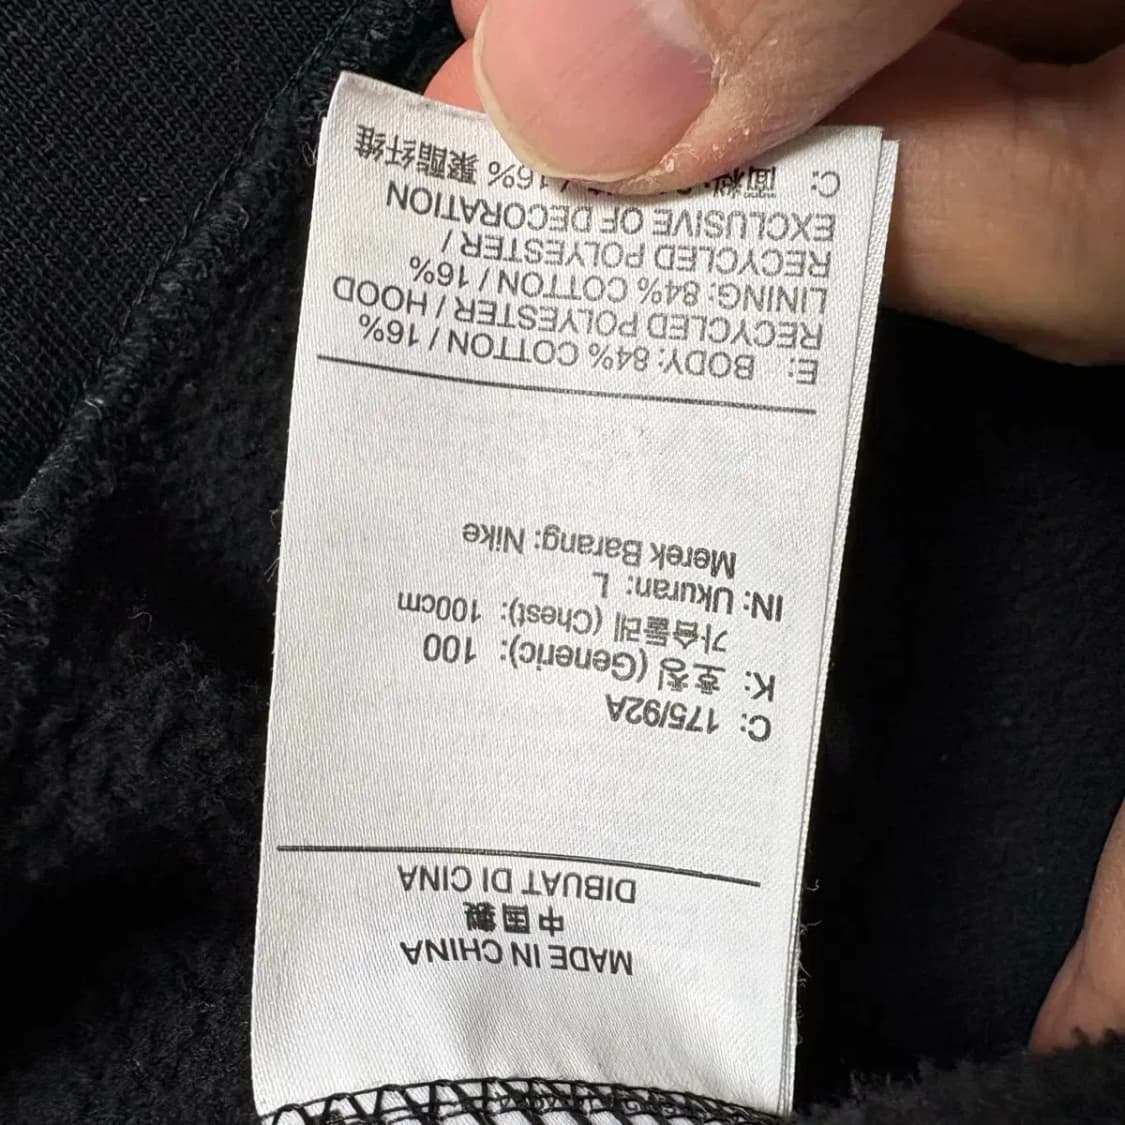 MADE IN CHINA
中国製
DIBUAT DI CINA
C: 175/92A
K: 호칭 (Generic): 100
가슴둘레 (Chest): 100cm
IN: Ukuran: L
Merek Barang: Nike
E: BODY: 84% COTTON / 16%
RECYCLED POLYESTER / HOOD
LINING: 84% COTTON / 16%
RECYCLED POLYESTER /
EXCLUSIVE OF DECORATION
C: 面料: / 16% 聚酯纤维